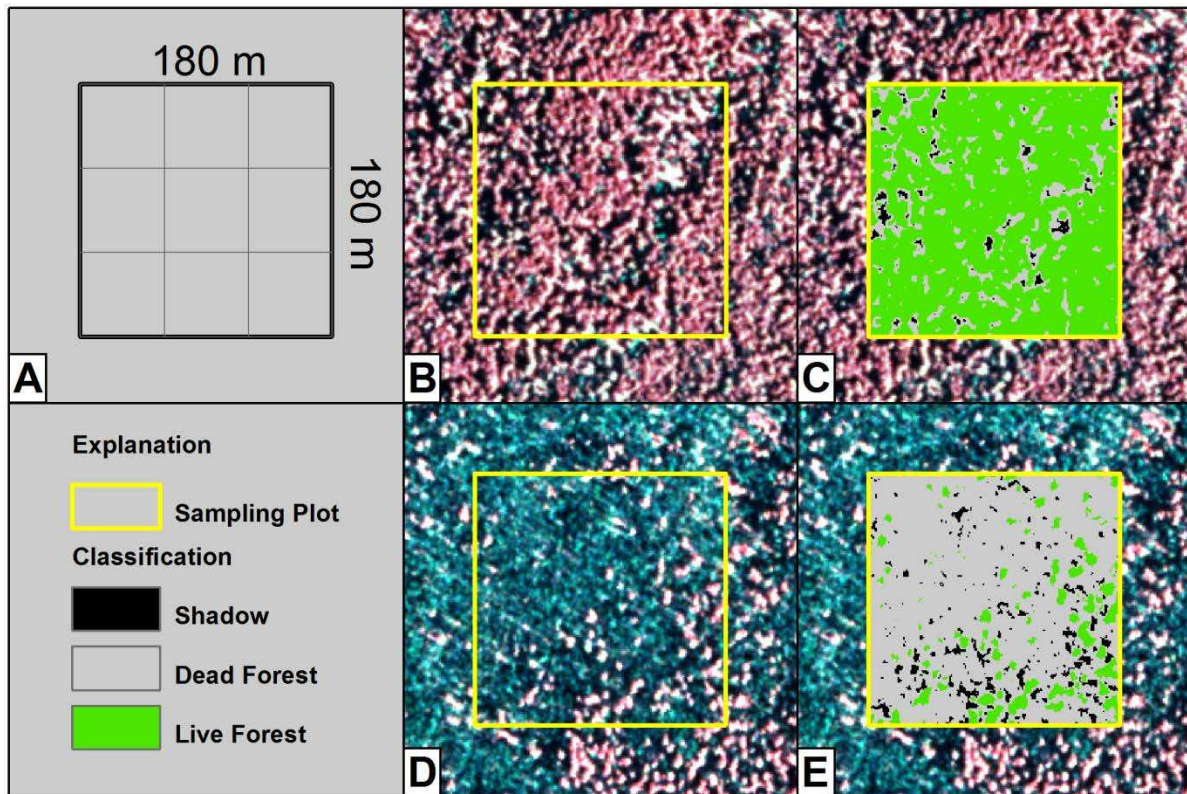 180 m
180 m
A
B
C
Explanation
Sampling Plot
Classification
Shadow
Dead Forest
Live Forest
D
E